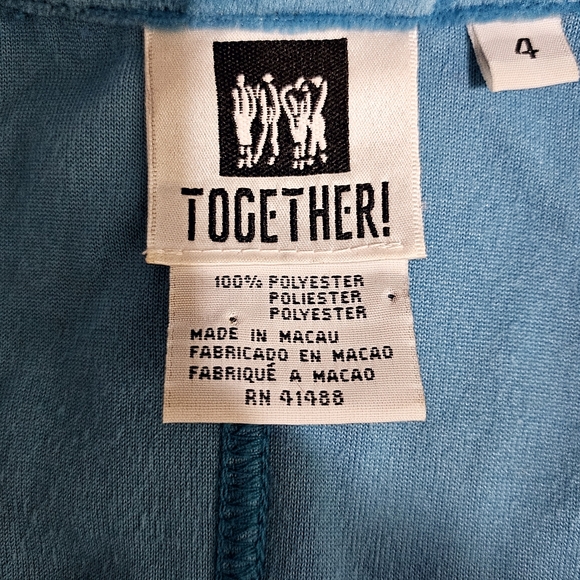 4
TOGETHER!
100% POLYESTER
POLIESTER
POLYESTER
MADE IN MACAU
FABRICADO EN MACAO
FABRIQUÉ A MACAO
RN 41488